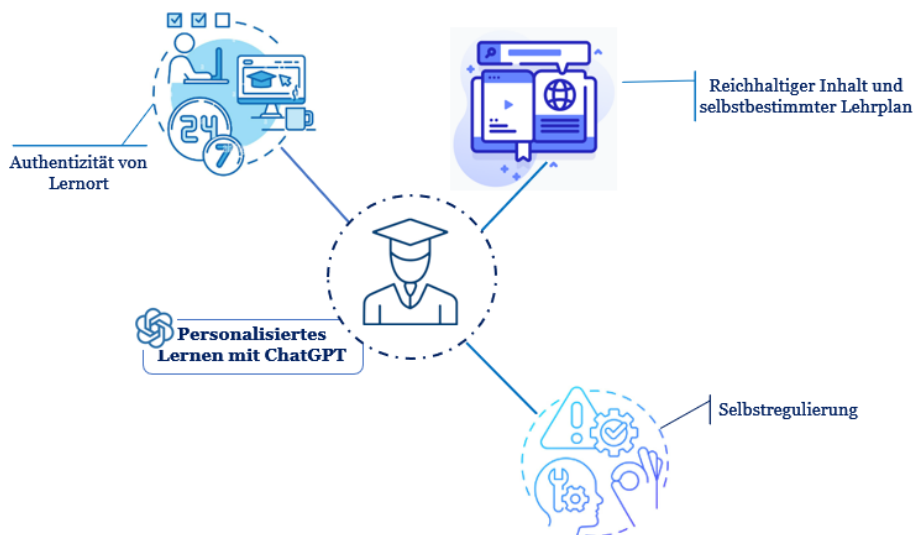 24
7
Authentizität von
Lernort
Reichhaltiger Inhalt und
selbstbestimmter Lehrplan
Personalisiertes
Lernen mit ChatGPT
Selbstregulierung